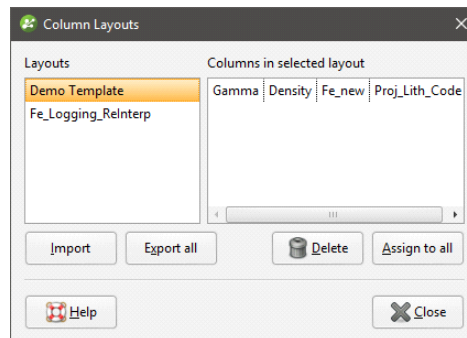 Column Layouts
Layouts
Columns in selected layout
Demo Template
Gamma Density Fe_new Proj_Lith_Code
Fe_Logging_ReInterp
Import Export all Delete Assign to all
Help Close